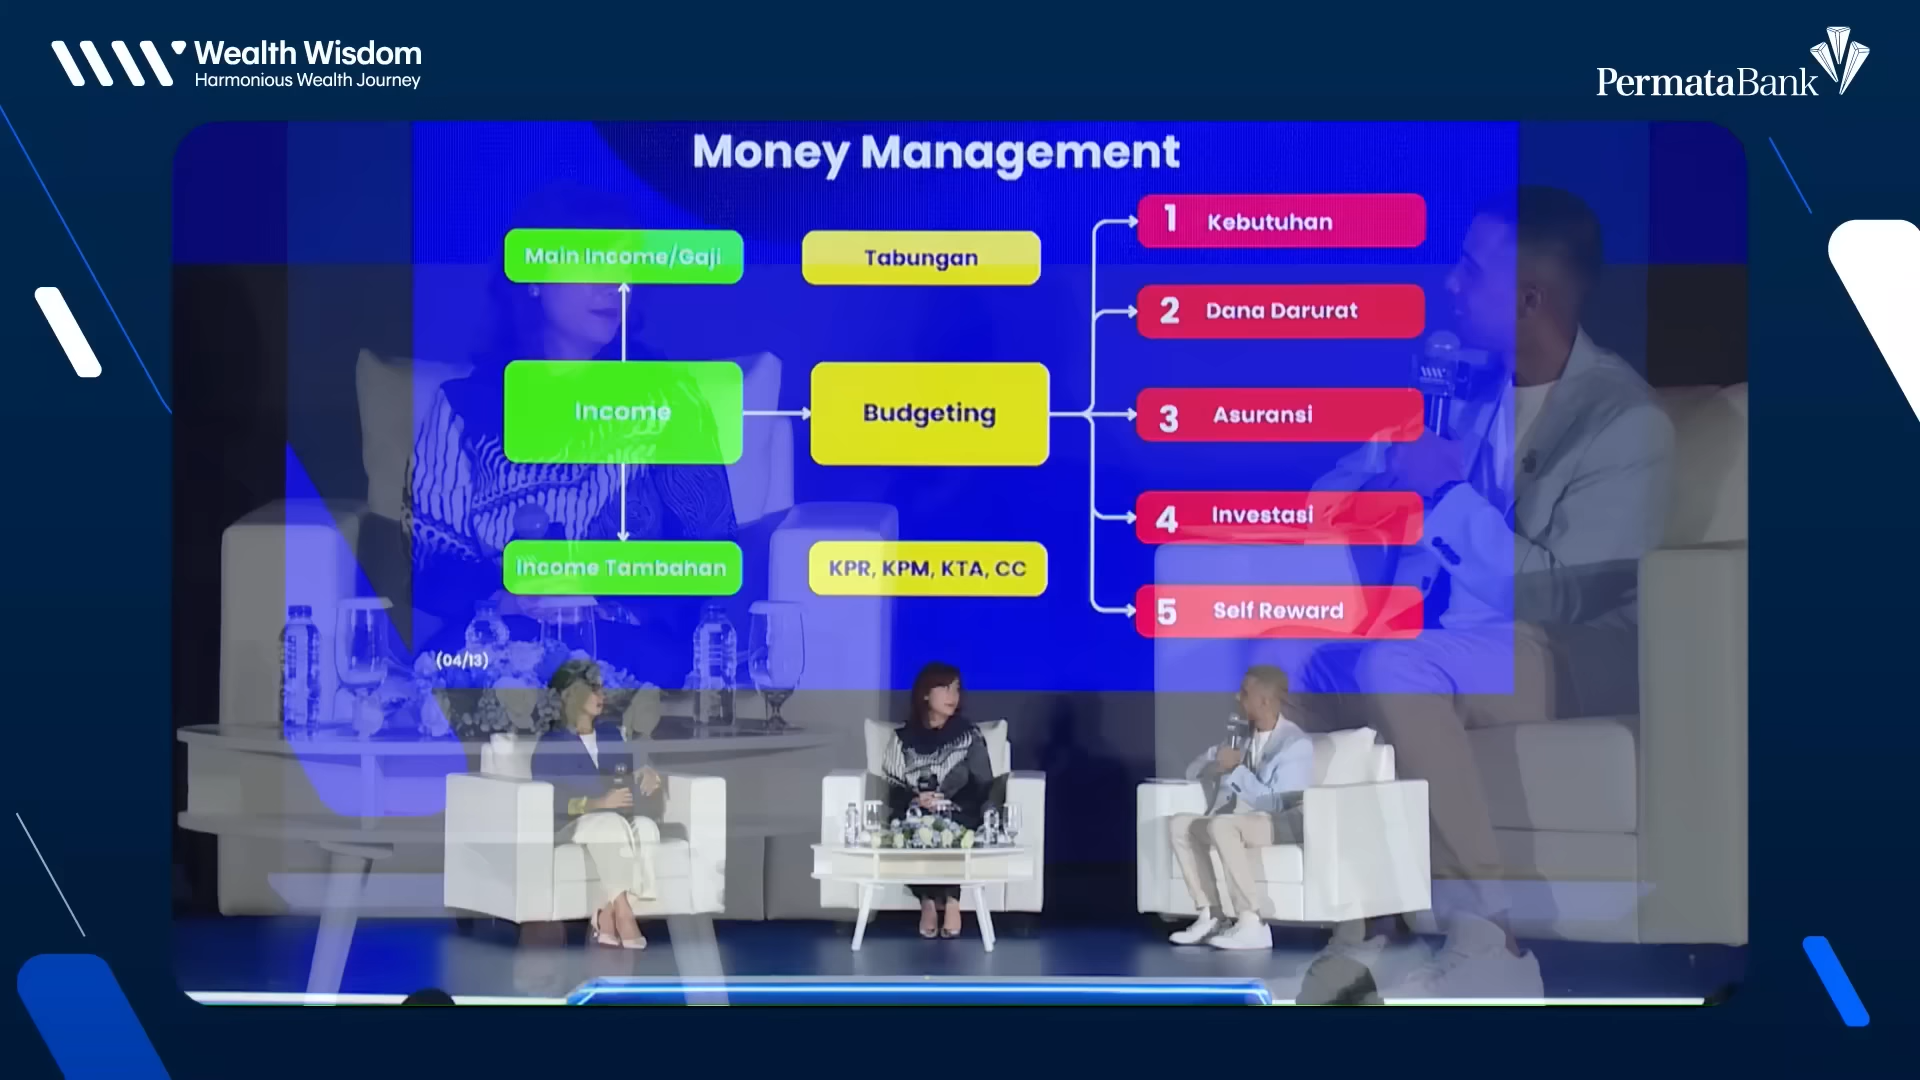 Wealth Wisdom
Harmonious Wealth Journey
PermataBank
Money Management
Main Income/Gaji
Tabungan
1 Kebutuhan
2 Dana Darurat
Income
Budgeting
3 Asuransi
4 Investasi
Income Tambahan
KPR, KPM, KTA, CC
5 Self Reward
(04/13)